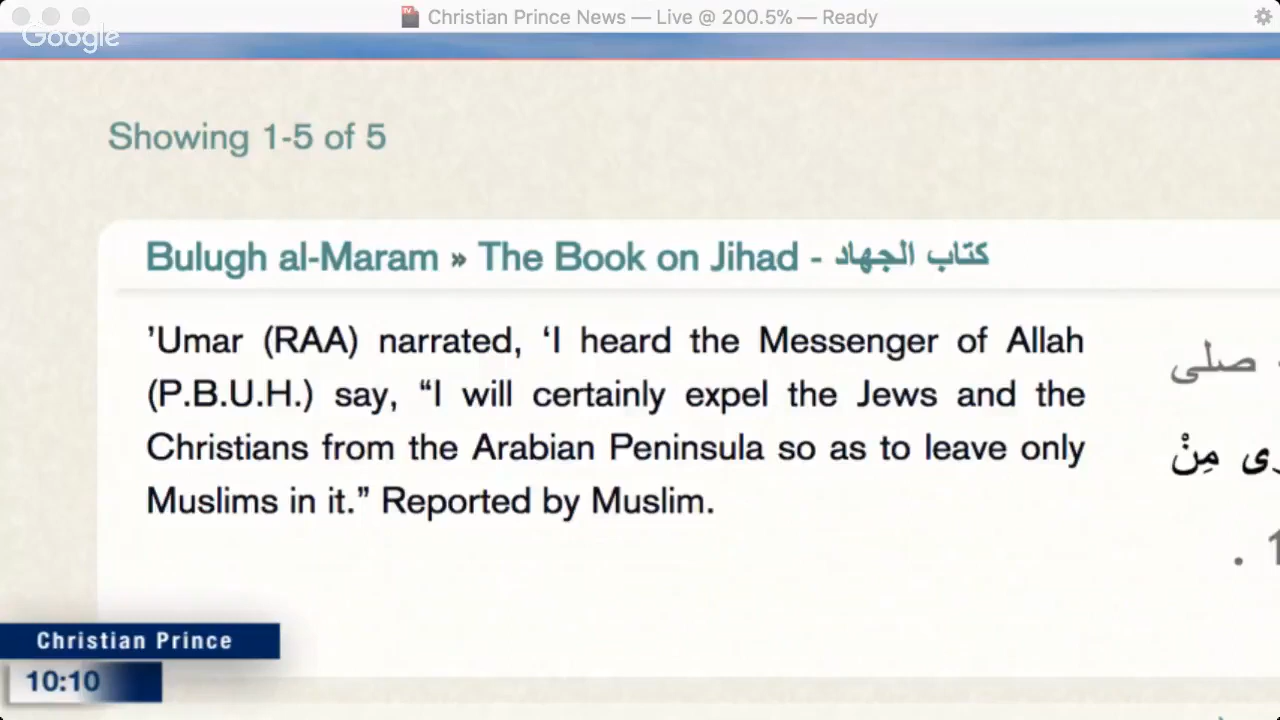 Christian Prince News — Live @ 200.5% — Ready
Google
Showing 1-5 of 5
Bulugh al-Maram » The Book on Jihad - كتاب الجهاد
’Umar (RAA) narrated, ‘I heard the Messenger of Allah
(P.B.U.H.) say, “I will certainly expel the Jews and the
Christians from the Arabian Peninsula so as to leave only
Muslims in it.” Reported by Muslim.
صلى
مِنْ
Christian Prince
10:10